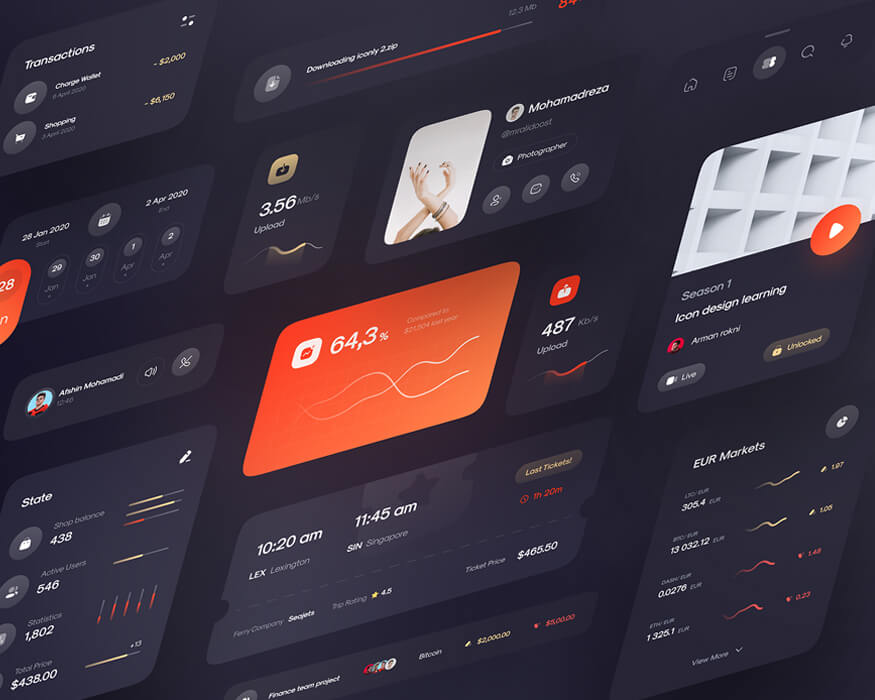 Transactions
Charge Wallet
6 April 2020
- $2,000
Shopping
3 April 2020
- $6,150
12.3 Mb
Downloading iconly 2.zip
28 Jan 2020
Start
2 Apr 2020
End
28
29
Jan
30
Jan
1
Apr
2
Apr
3.56 Mb/s
Upload
Mohamadreza
@mralidoost
Photographer
Season 1
Icon design learning
Arman rokni
Live
Unlocked
64,3 %
Compared to
$21,504 last year
487 Kb/s
Upload
Afshin Mohamadi
12:46
State
Shop balance
438
Active Users
546
Statistics
1,802
Total Price
$438.00
+13
10:20 am
LEX Lexington
11:45 am
SIN Singapore
Last Tickets!
1h 20m
Ticket Price $465.50
Ferry Company Seajets
Trip Rating 4.5
Finance team project
Bitcoin
$2,000.00
$5,00.00
EUR Markets
LTC/ EUR
305.4 EUR
1.97
BTC/ EUR
13 032.12 EUR
1.05
DASH/ EUR
0.0276 EUR
1.48
ETH/ EUR
1 325.1 EUR
0.23
View More